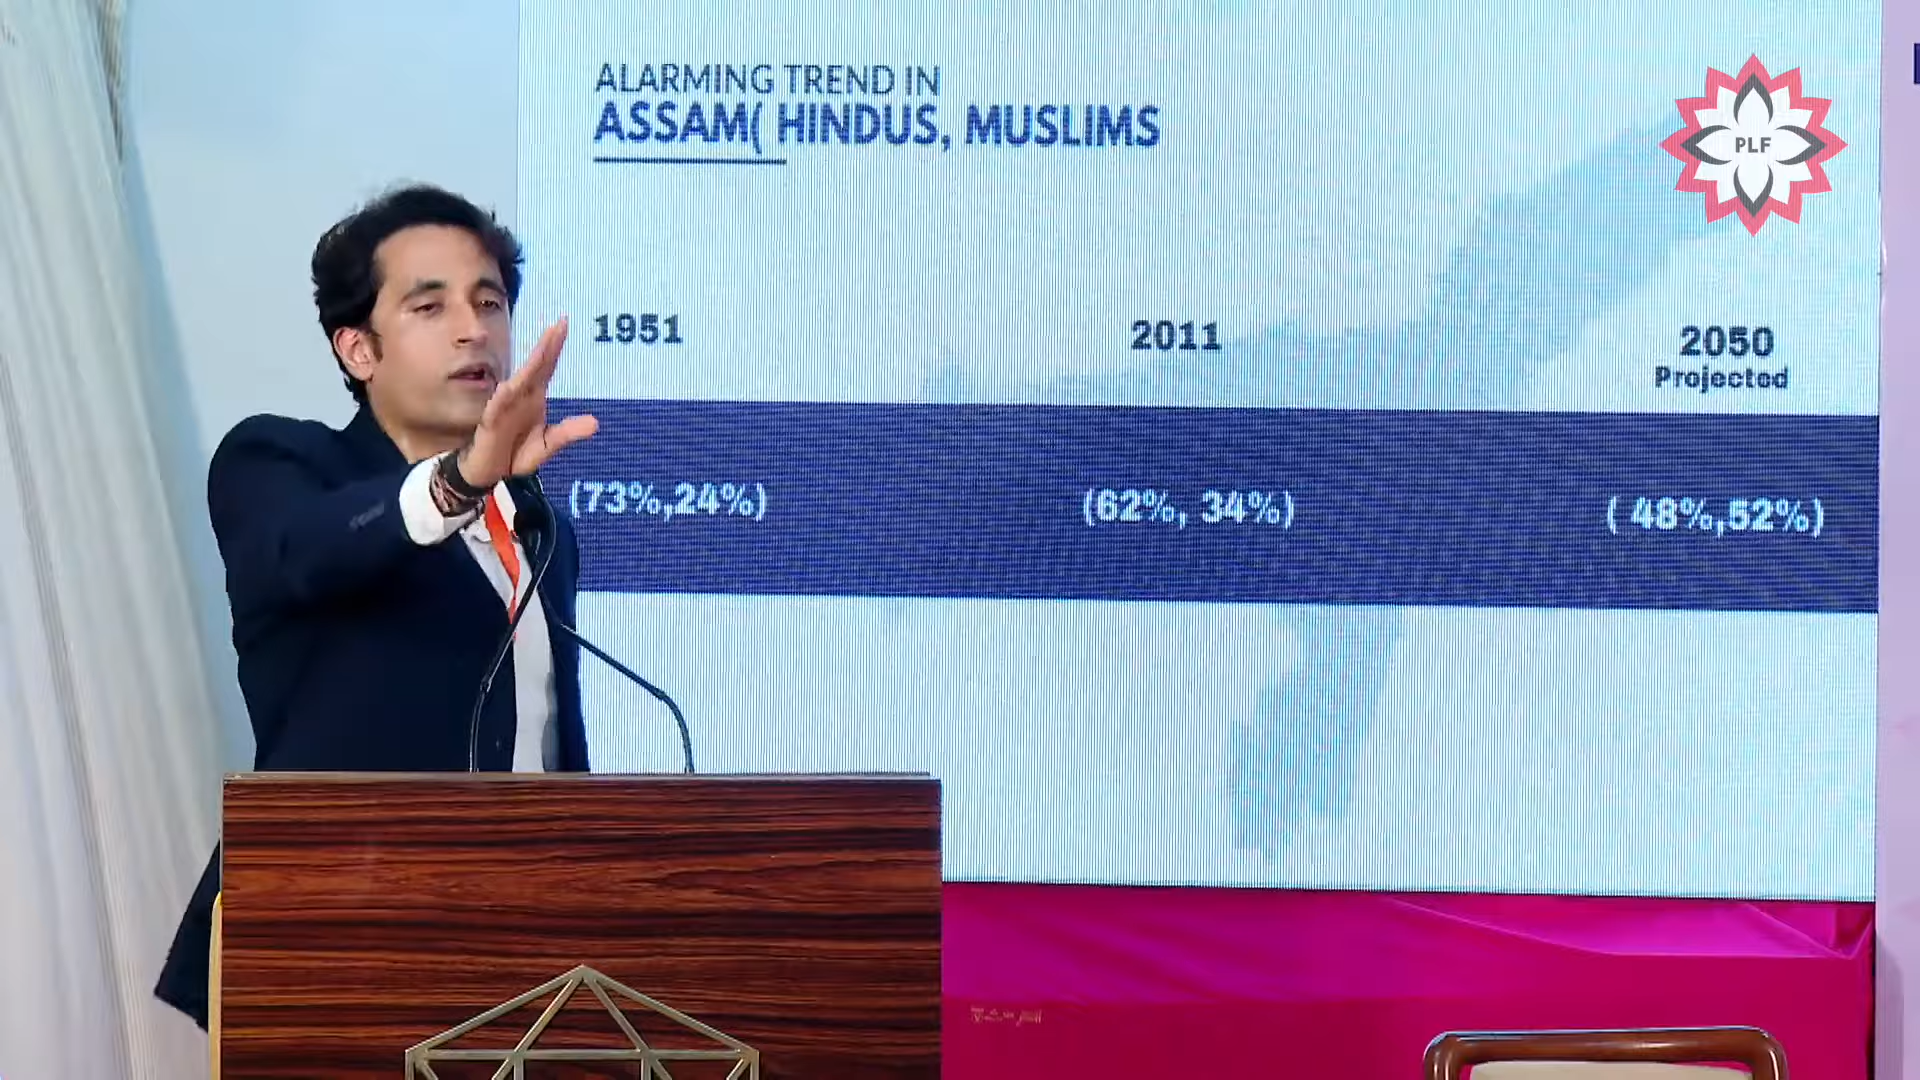 ALARMING TREND IN
ASSAM( HINDUS, MUSLIMS
PLF
1951
2011
2050
Projected
(73%,24%)
(62%, 34%)
( 48%,52%)